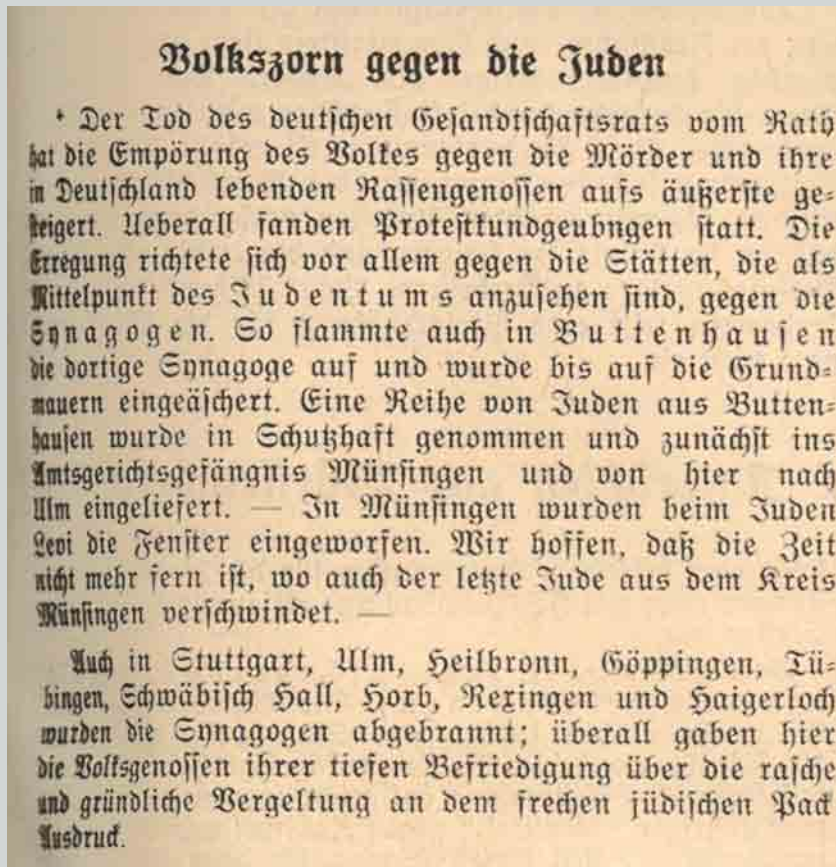 Volkszorn gegen die Juden
* Der Tod des deutschen Gesandtschaftsrats vom Rath
hat die Empörung des Volkes gegen die Mörder und ihre
in Deutschland lebenden Rassengenossen aufs äußerste ge-
steigert. Ueberall fanden Protestkundgeubngen statt. Die
Erregung richtete sich vor allem gegen die Stätten, die als
Mittelpunkt des Judentums anzusehen sind, gegen die
Synagogen. So flammte auch in Buttenhausen
die dortige Synagoge auf und wurde bis auf die Grund-
mauern eingeäschert. Eine Reihe von Juden aus Butten-
hausen wurde in Schutzhaft genommen und zunächst ins
Amtsgerichtsgefängnis Münsingen und von hier nach
Ulm eingeliefert. — In Münsingen wurden beim Juden
Levi die Fenster eingeworfen. Wir hoffen, daß die Zeit
nicht mehr fern ist, wo auch der letzte Jude aus dem Kreis
Münsingen verschwindet. —
Auch in Stuttgart, Ulm, Heilbronn, Göppingen, Tü-
bingen, Schwäbisch Hall, Horb, Rexingen und Haigerloch
wurden die Synagogen abgebrannt; überall gaben hier
die Volksgenossen ihrer tiefen Befriedigung über die rasche
und gründliche Vergeltung an dem frechen jüdischen Pack
Ausdruck.